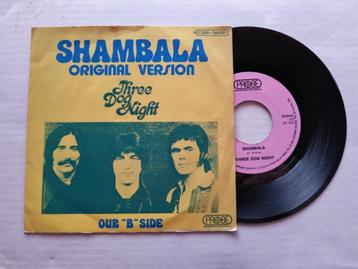 SHAMBALA
ORIGINAL VERSION
Three
Dog
Night
OUR "B" SIDE
PROBE
PROBE
SHAMBALA
THREE DOG NIGHT